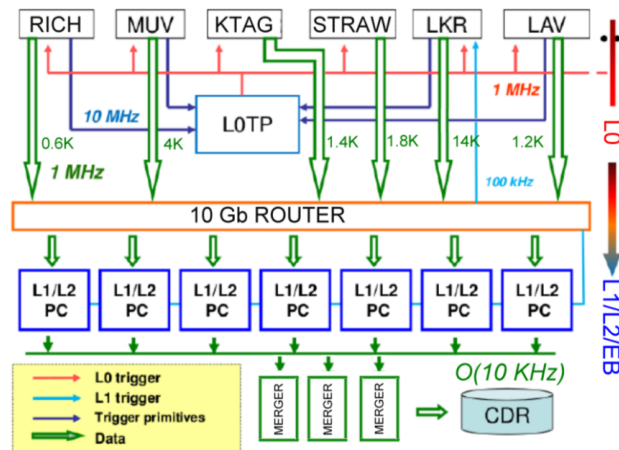 RICH MUV KTAG STRAW LKR LAV
1 MHz
10 MHz
L0TP
L0
0.6K 4K 1.4K 1.8K 14K 1.2K
1 MHz
100 kHz
10 Gb ROUTER
L1/L2 PC
L1/L2 PC
L1/L2 PC
L1/L2 PC
L1/L2 PC
L1/L2 PC
L1/L2 PC
L1/L2/EB
O(10 KHz)
L0 trigger
L1 trigger
Trigger primitives
Data
MERGER
MERGER
MERGER
CDR